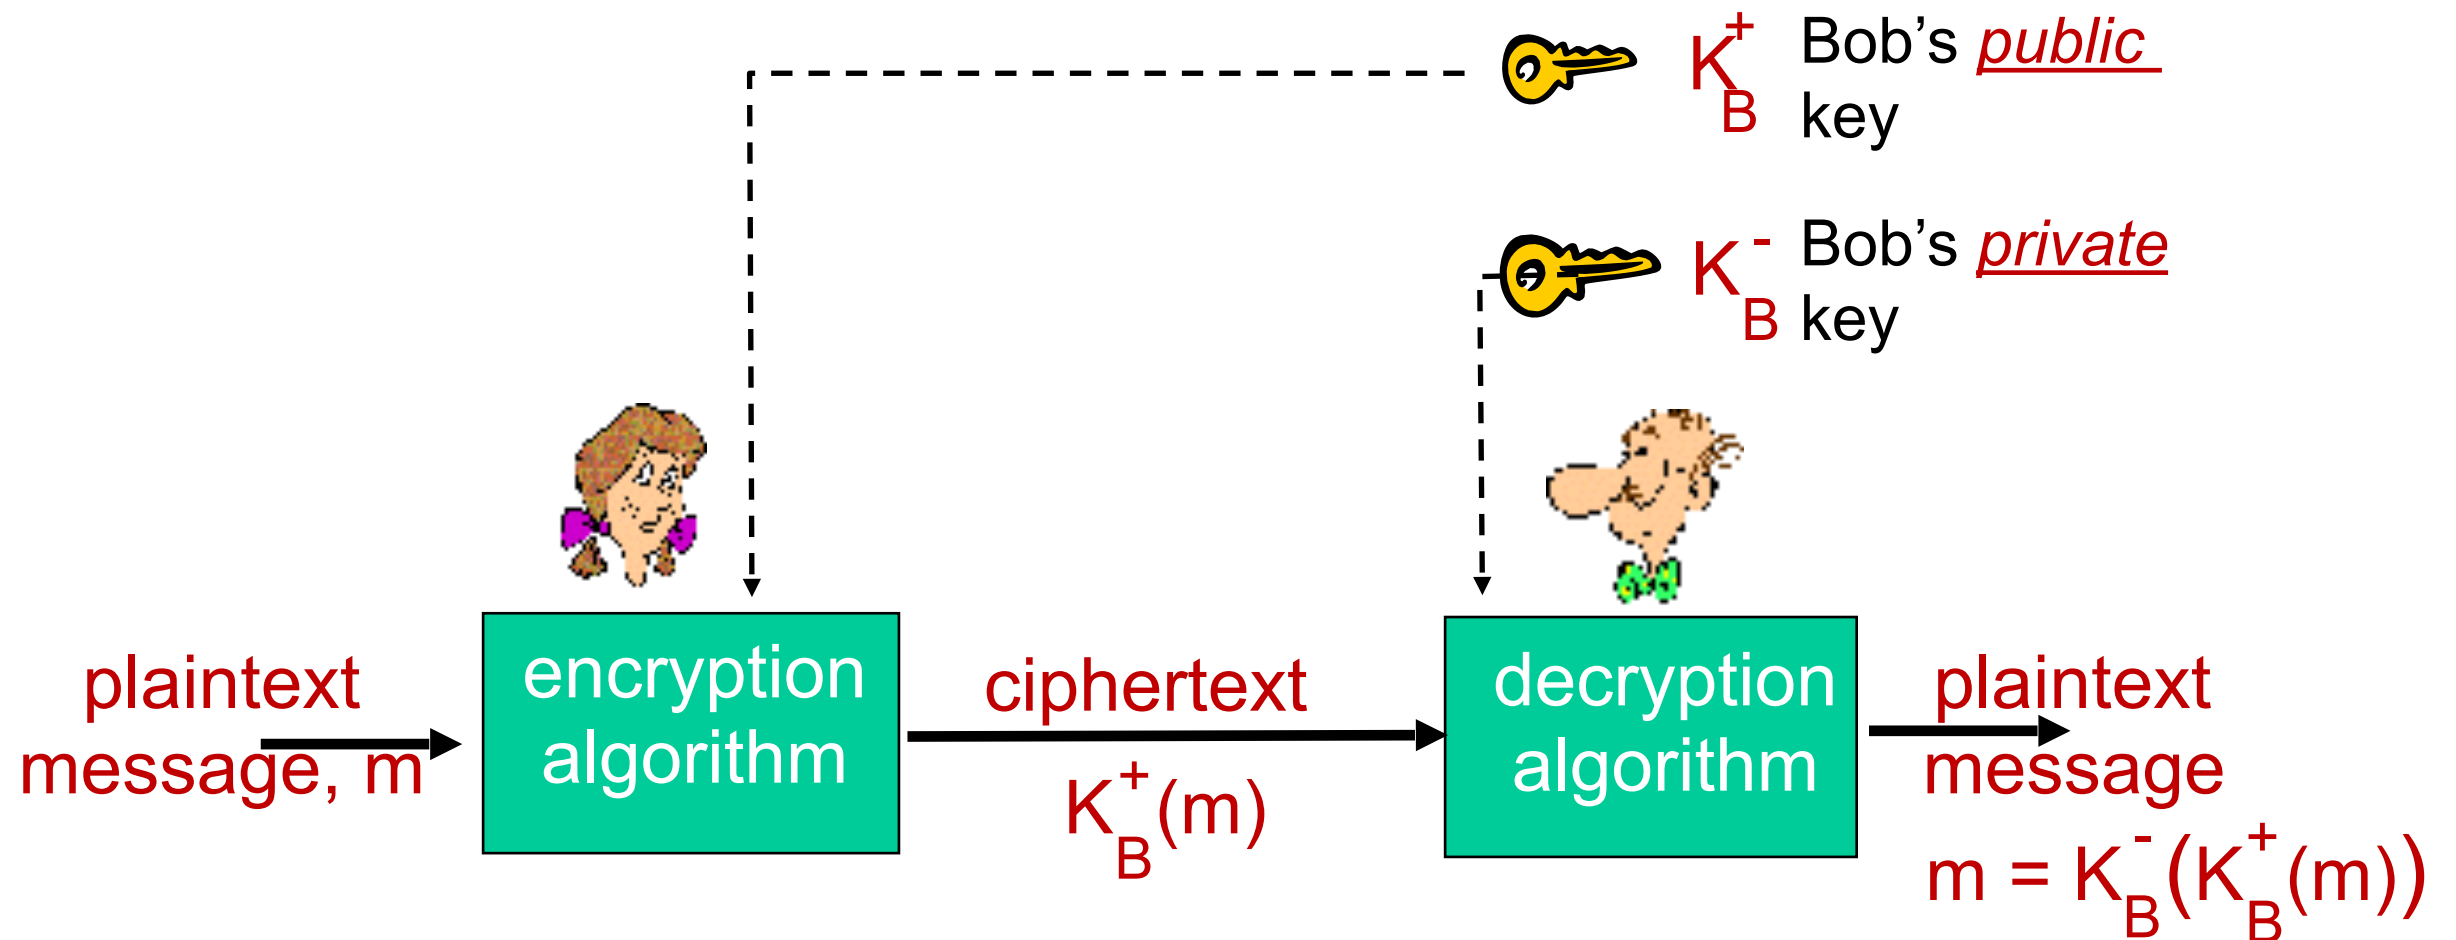 K⁺B Bob’s public
key
K⁻B Bob’s private
key
plaintext
message, m
encryption
algorithm
ciphertext
K⁺B(m)
decryption
algorithm
plaintext
message
m = K⁻B(K⁺B(m))